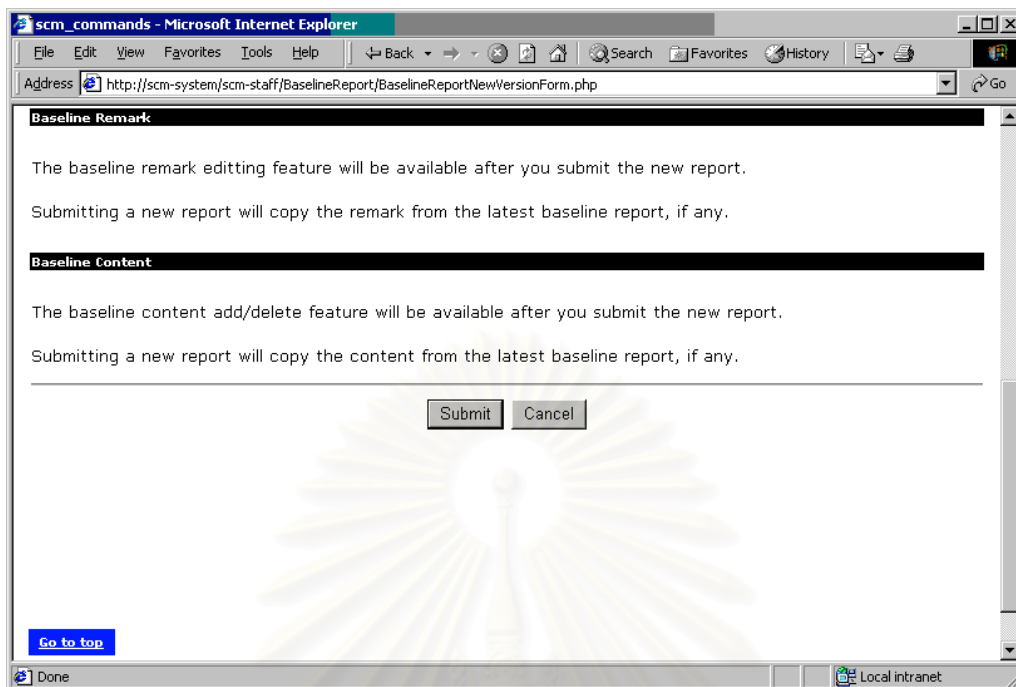 scm_commands - Microsoft Internet Explorer
File Edit View Favorites Tools Help Back Search Favorites History
Address http://scm-system/scm-staff/BaselineReport/BaselineReportNewVersionForm.php Go
Baseline Remark
The baseline remark editting feature will be available after you submit the new report.
Submitting a new report will copy the remark from the latest baseline report, if any.
Baseline Content
The baseline content add/delete feature will be available after you submit the new report.
Submitting a new report will copy the content from the latest baseline report, if any.
Submit Cancel
Go to top
Done Local intranet